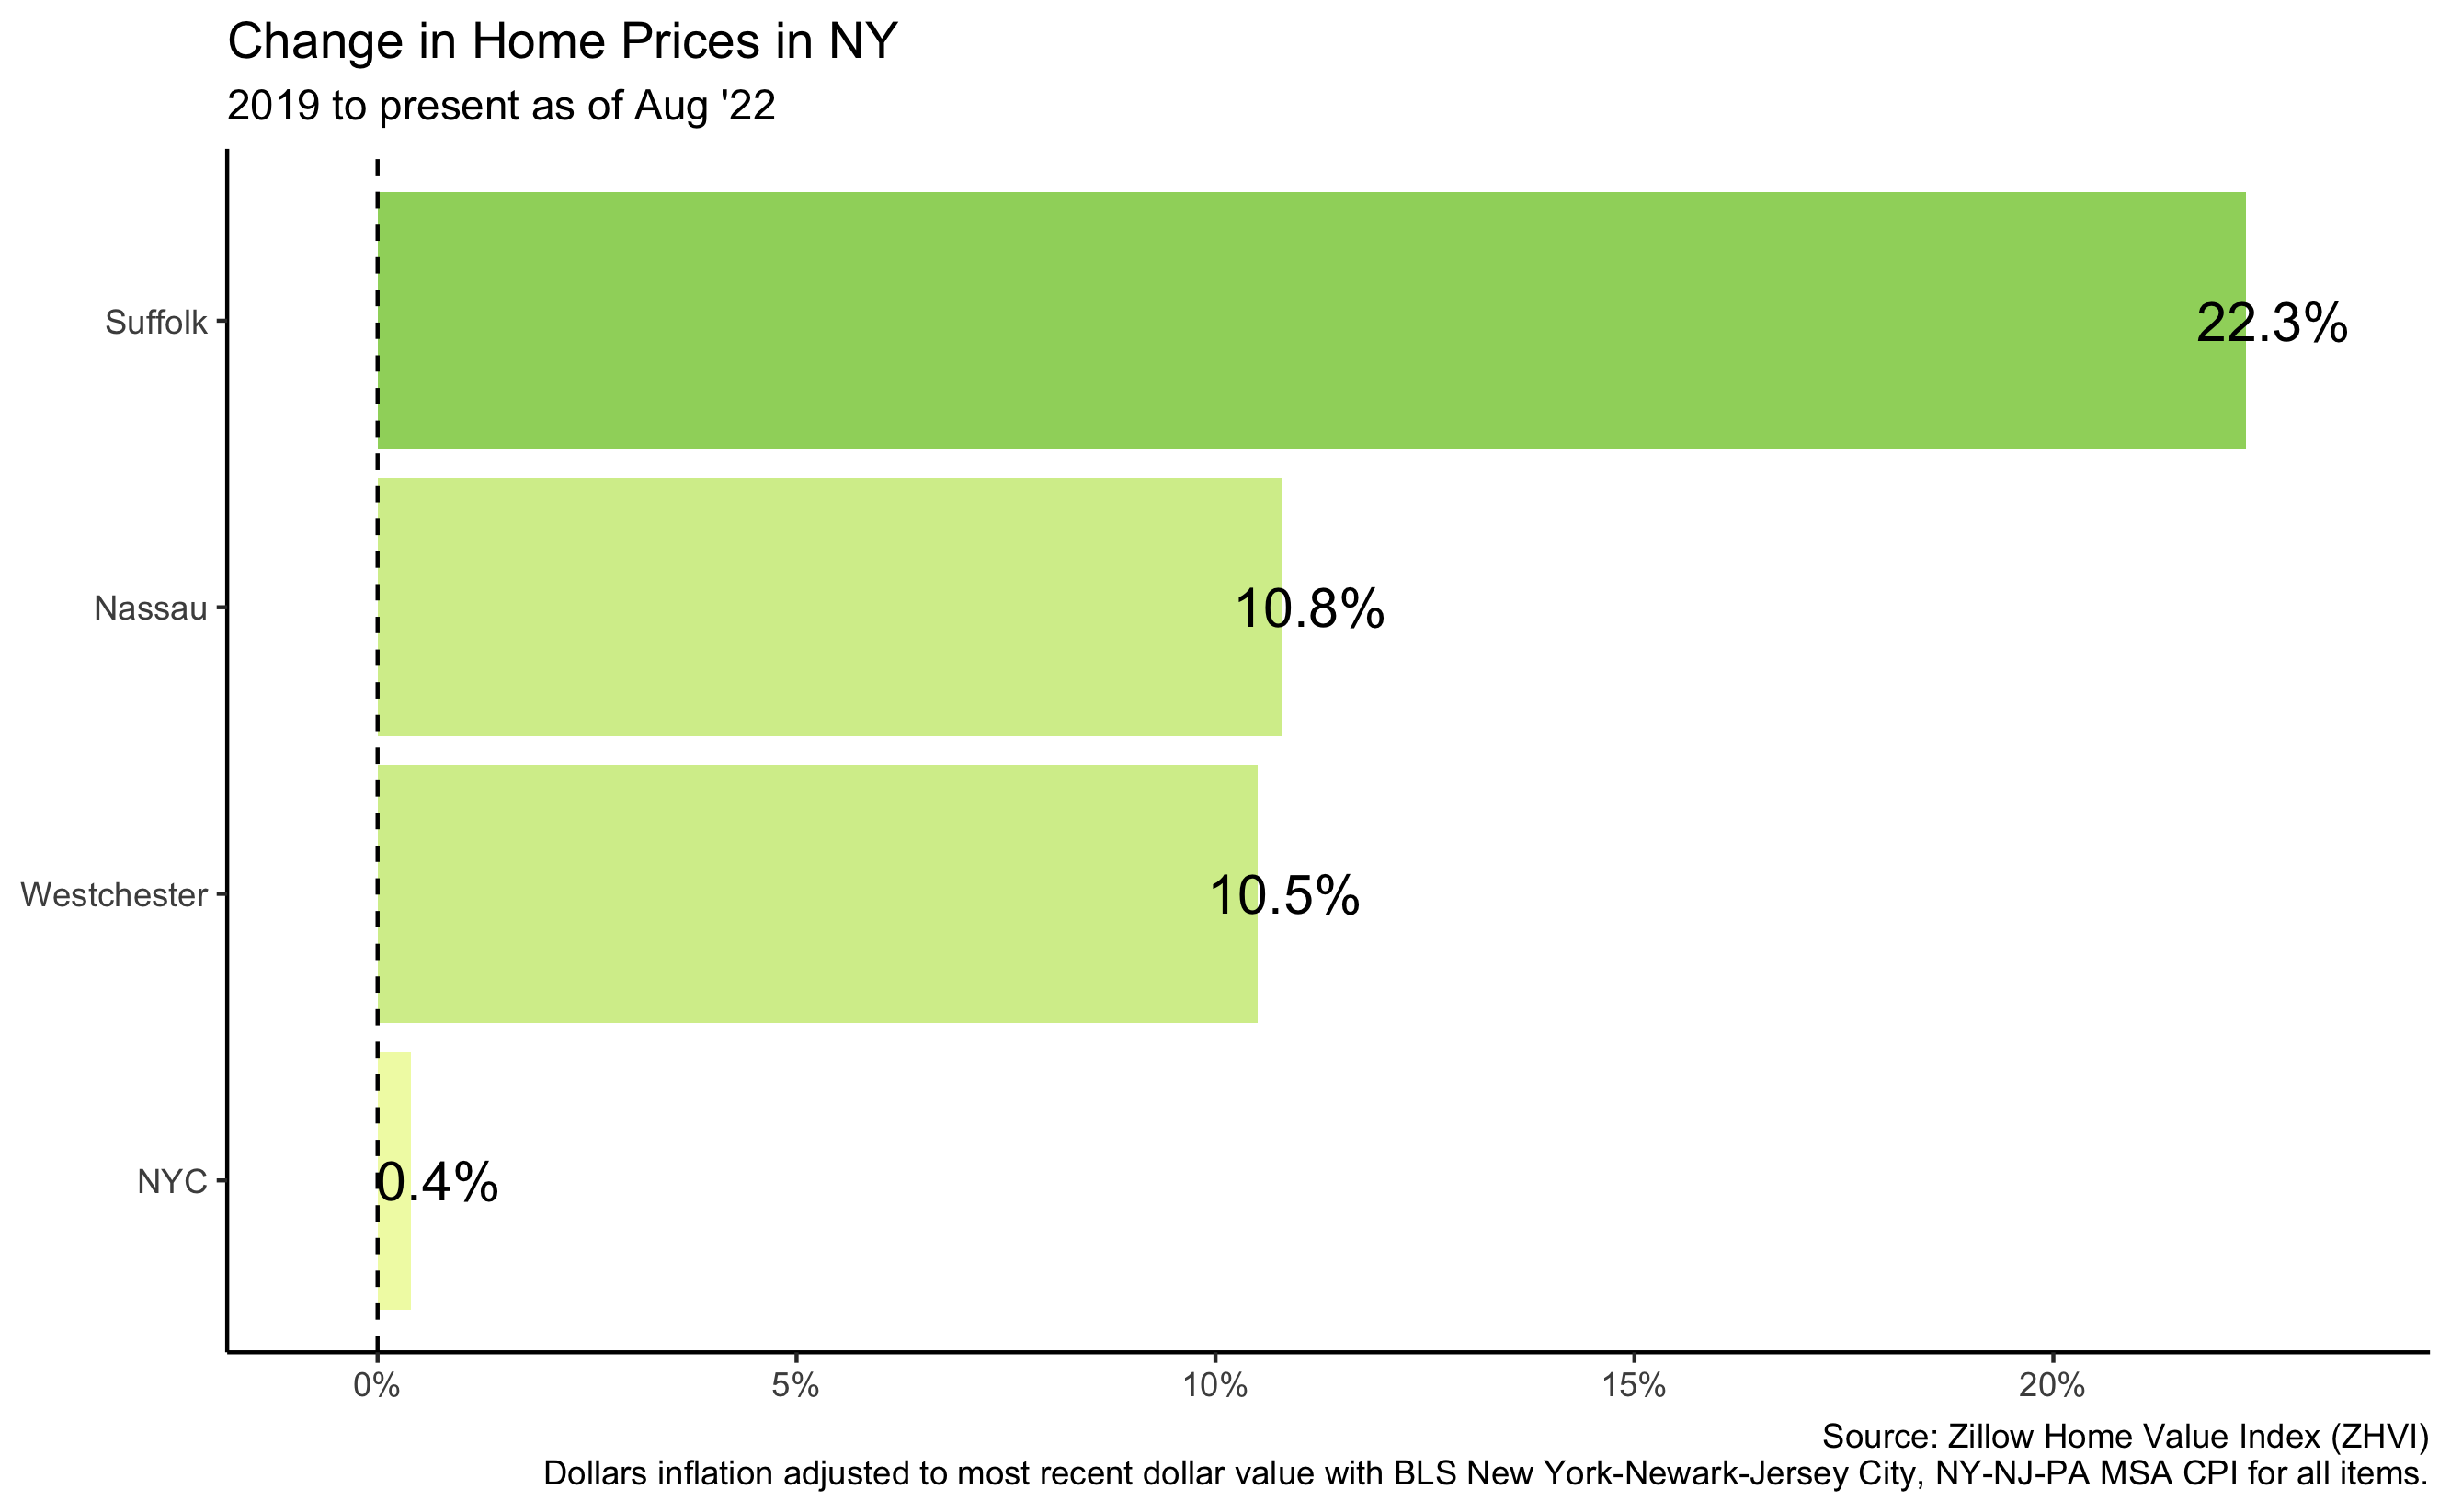 Change in Home Prices in NY
2019 to present as of Aug '22
Suffolk
22.3%
Nassau
10.8%
Westchester
10.5%
NYC
0.4%
0%
5%
10%
15%
20%
Source: Zillow Home Value Index (ZHVI)
Dollars inflation adjusted to most recent dollar value with BLS New York-Newark-Jersey City, NY-NJ-PA MSA CPI for all items.